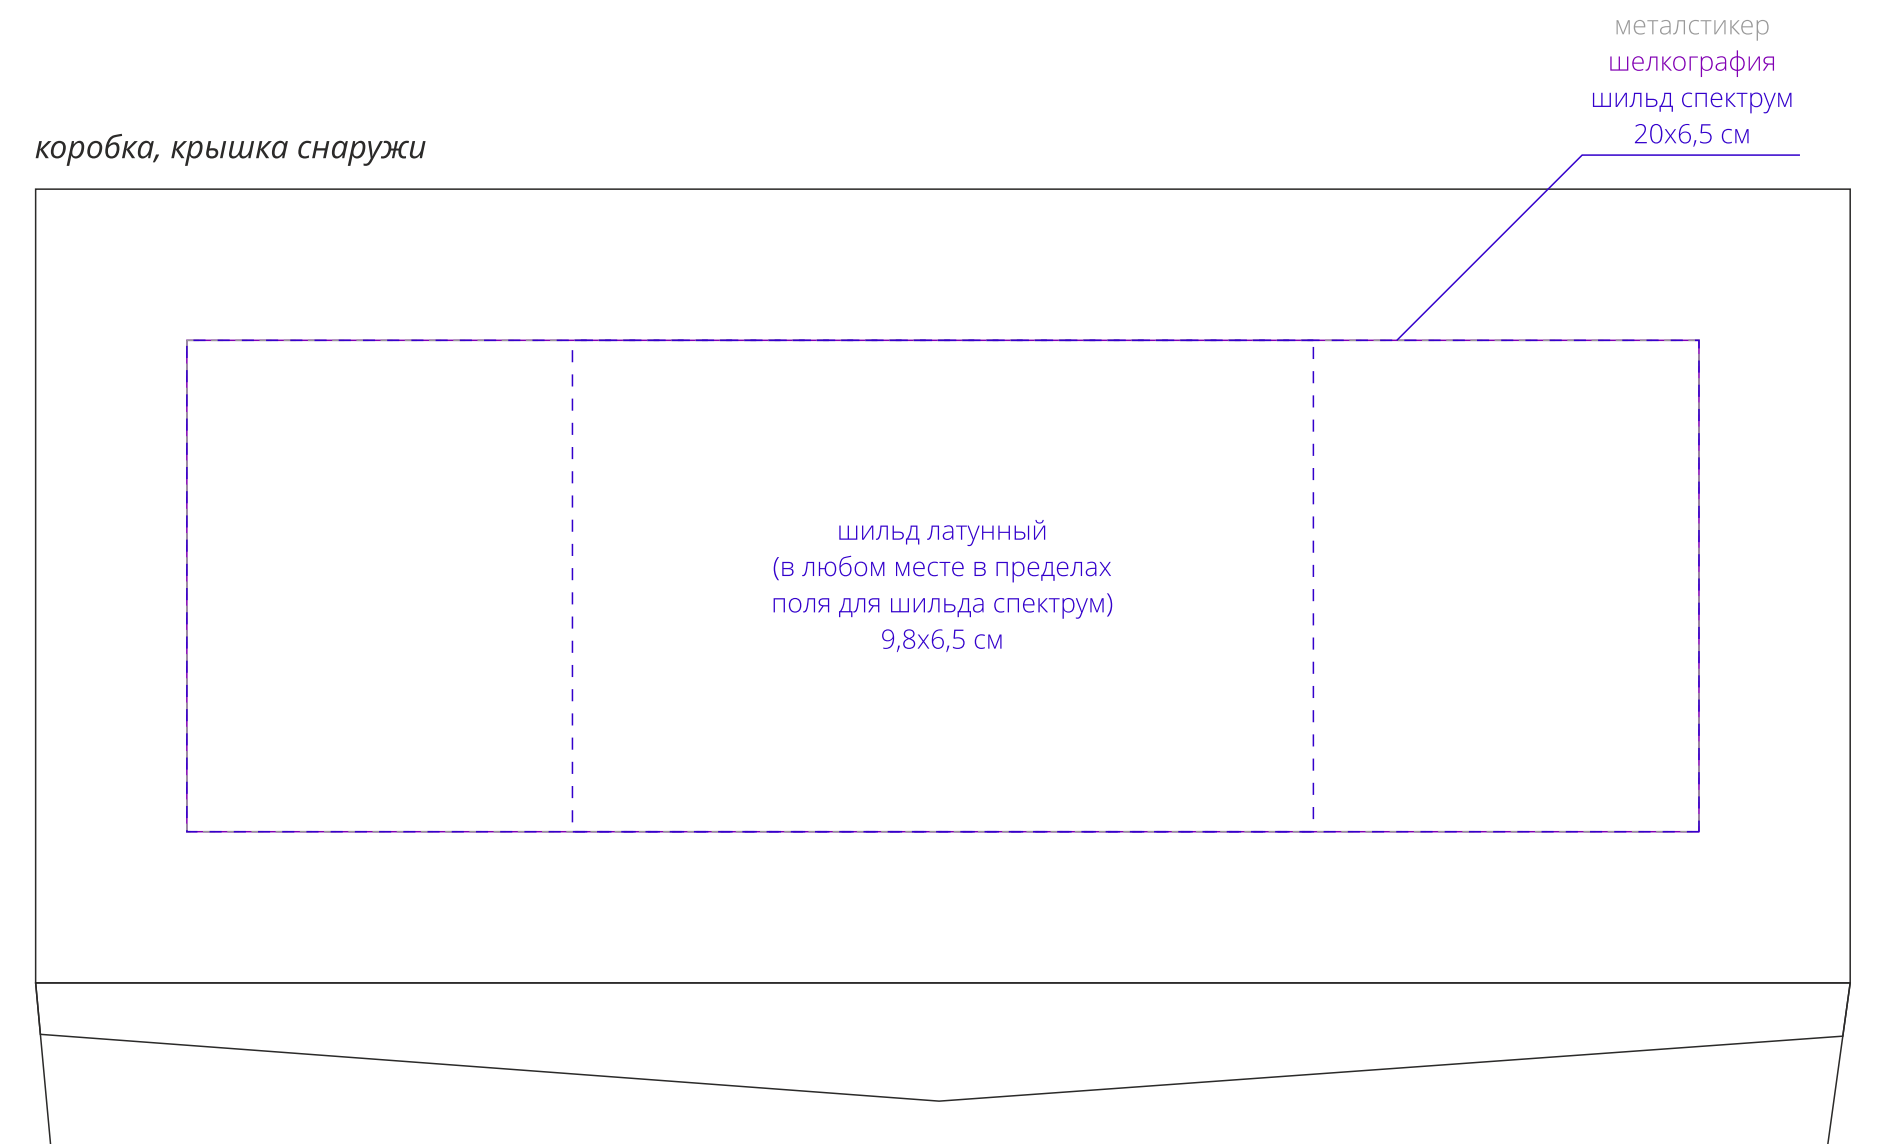 металстикер
шелкография
шильд спектрум
20х6,5 см
коробка, крышка снаружи
шильд латунный
(в любом месте в пределах
поля для шильда спектрум)
9,8х6,5 см